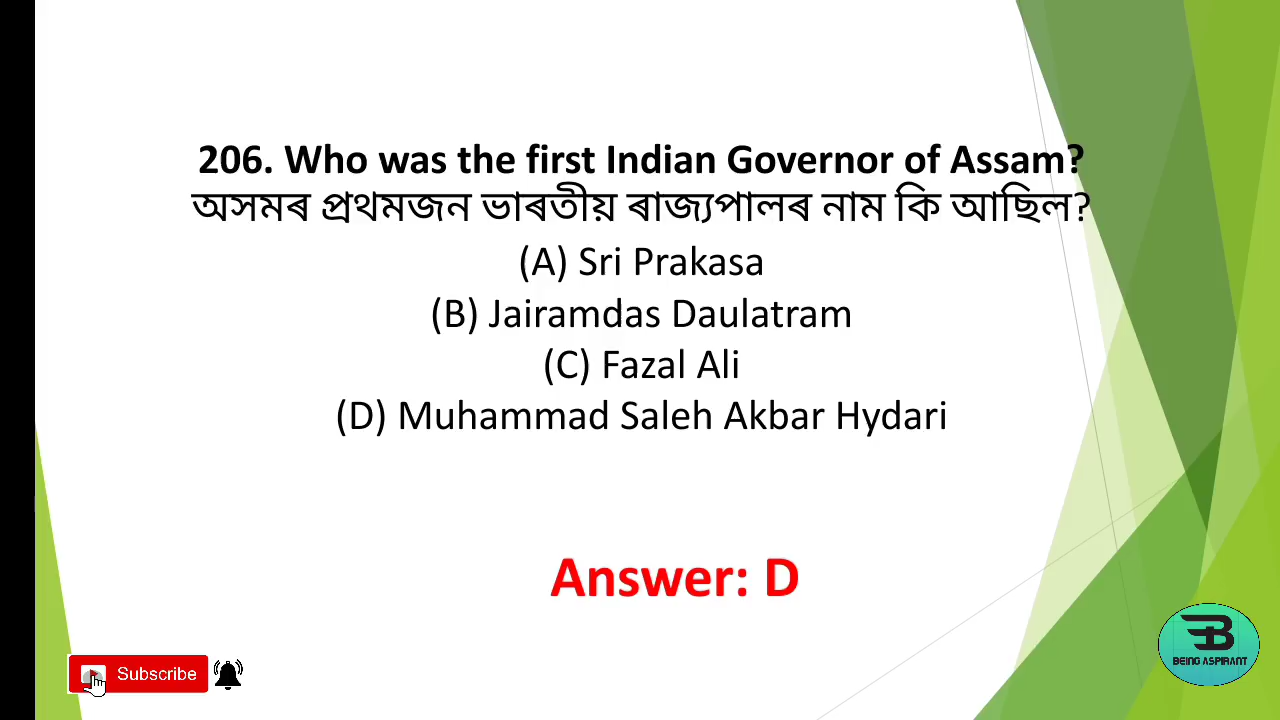 206. Who was the first Indian Governor of Assam?
অসমৰ প্ৰথমজন ভাৰতীয় ৰাজ্যপালৰ নাম কি আছিল?
(A) Sri Prakasa
(B) Jairamdas Daulatram
(C) Fazal Ali
(D) Muhammad Saleh Akbar Hydari
Answer: D
Subscribe
B
BEING ASPIRANT